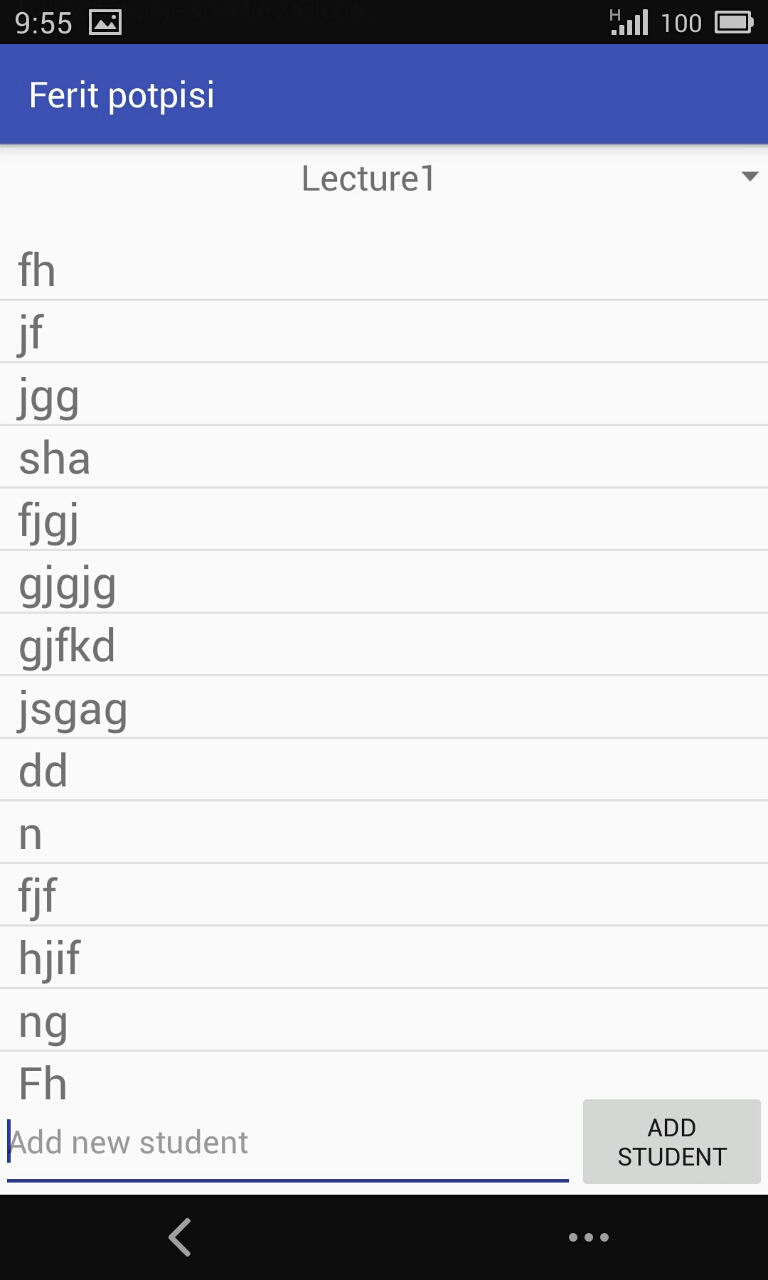 9:55
H
100
Ferit potpisi
Lecture1
fh
jf
jgg
sha
fjgj
gjgjg
gjfkd
jsgag
dd
n
fjf
hjif
ng
Fh
Add new student
ADD
STUDENT